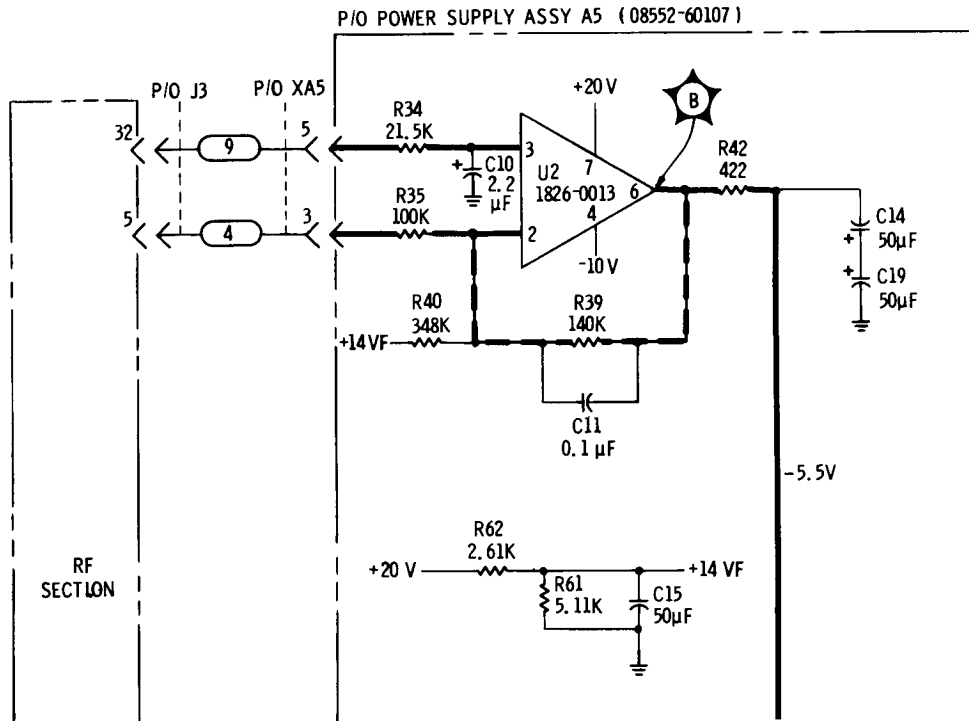 P/O POWER SUPPLY ASSY A5 (08552-60107)
P/O J3
P/O XA5
+20 V
B
R34
21.5K
R42
422
32
9
5
3
7
+
C10
2.2
µF
U2
1826-0013
6
R35
100K
5
4
3
2
4
-10 V
C14
+
50µF
+
C19
50µF
R40
348K
R39
140K
+14 VF
C11
0.1 µF
-5.5V
R62
2.61K
+20 V
+14 VF
R61
5.11K
C15
50µF
RF
SECTION